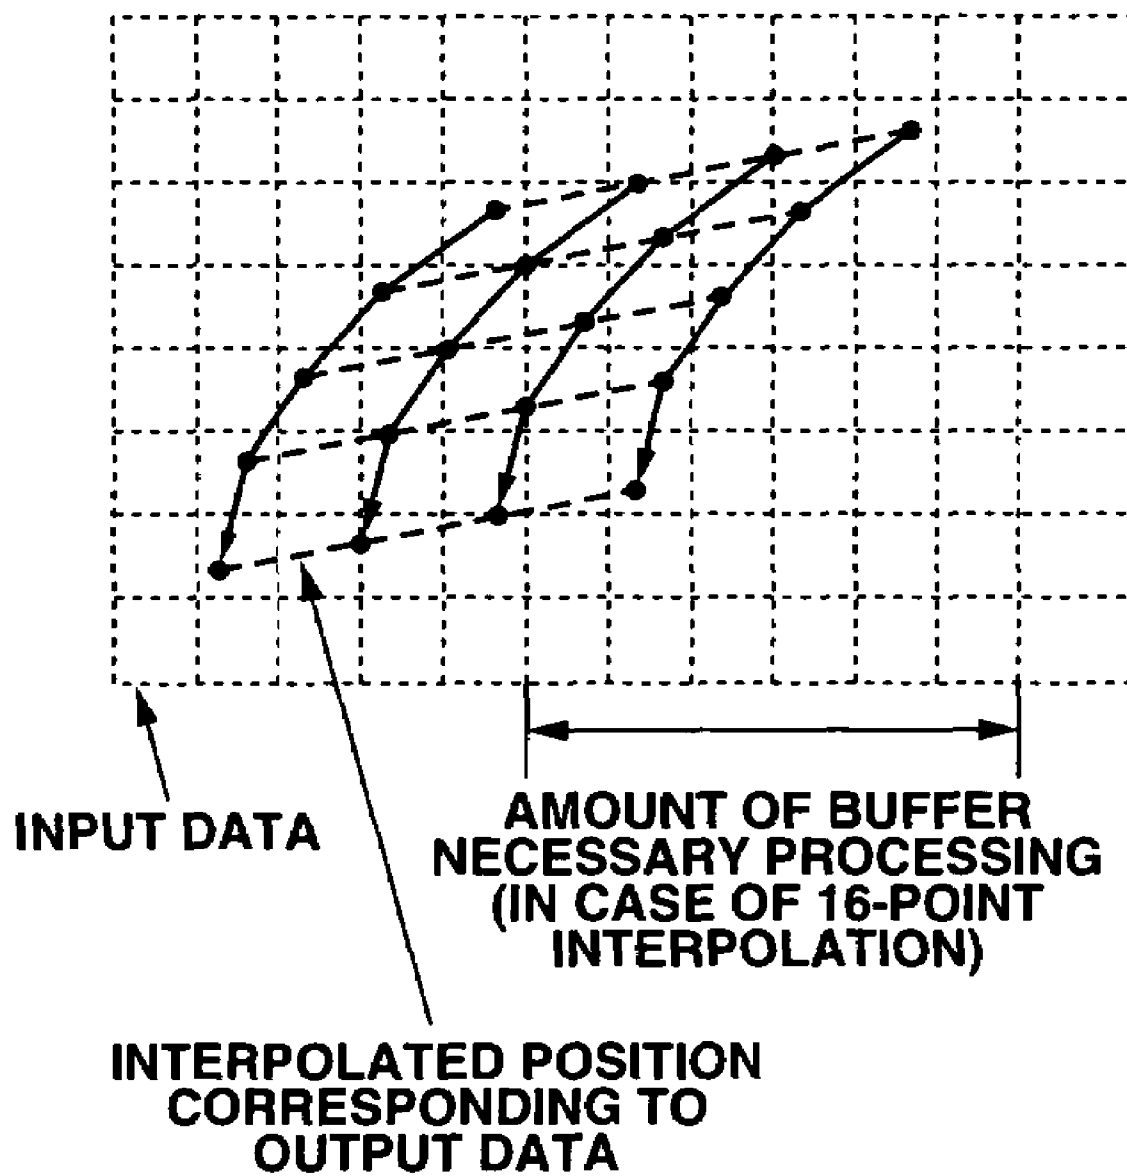 INPUT DATA
AMOUNT OF BUFFER
NECESSARY PROCESSING
(IN CASE OF 16-POINT
INTERPOLATION)
INTERPOLATED POSITION
CORRESPONDING TO
OUTPUT DATA